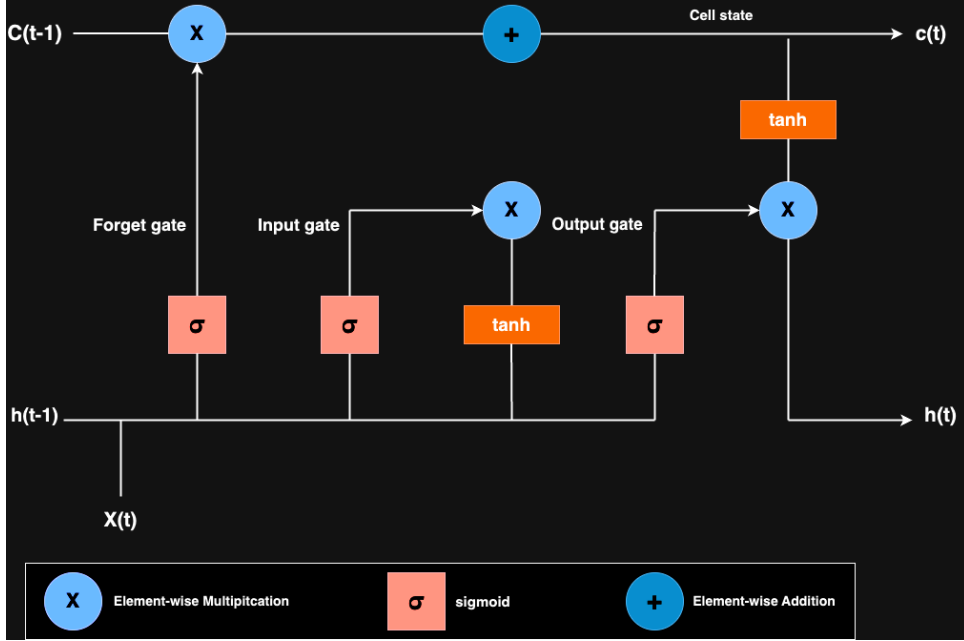 Cell state
C(t-1)
X
+
c(t)
tanh
X
X
Forget gate
Input gate
Output gate
σ
σ
tanh
σ
h(t-1)
h(t)
X(t)
X
Element-wise Multipitcation
σ
sigmoid
+
Element-wise Addition